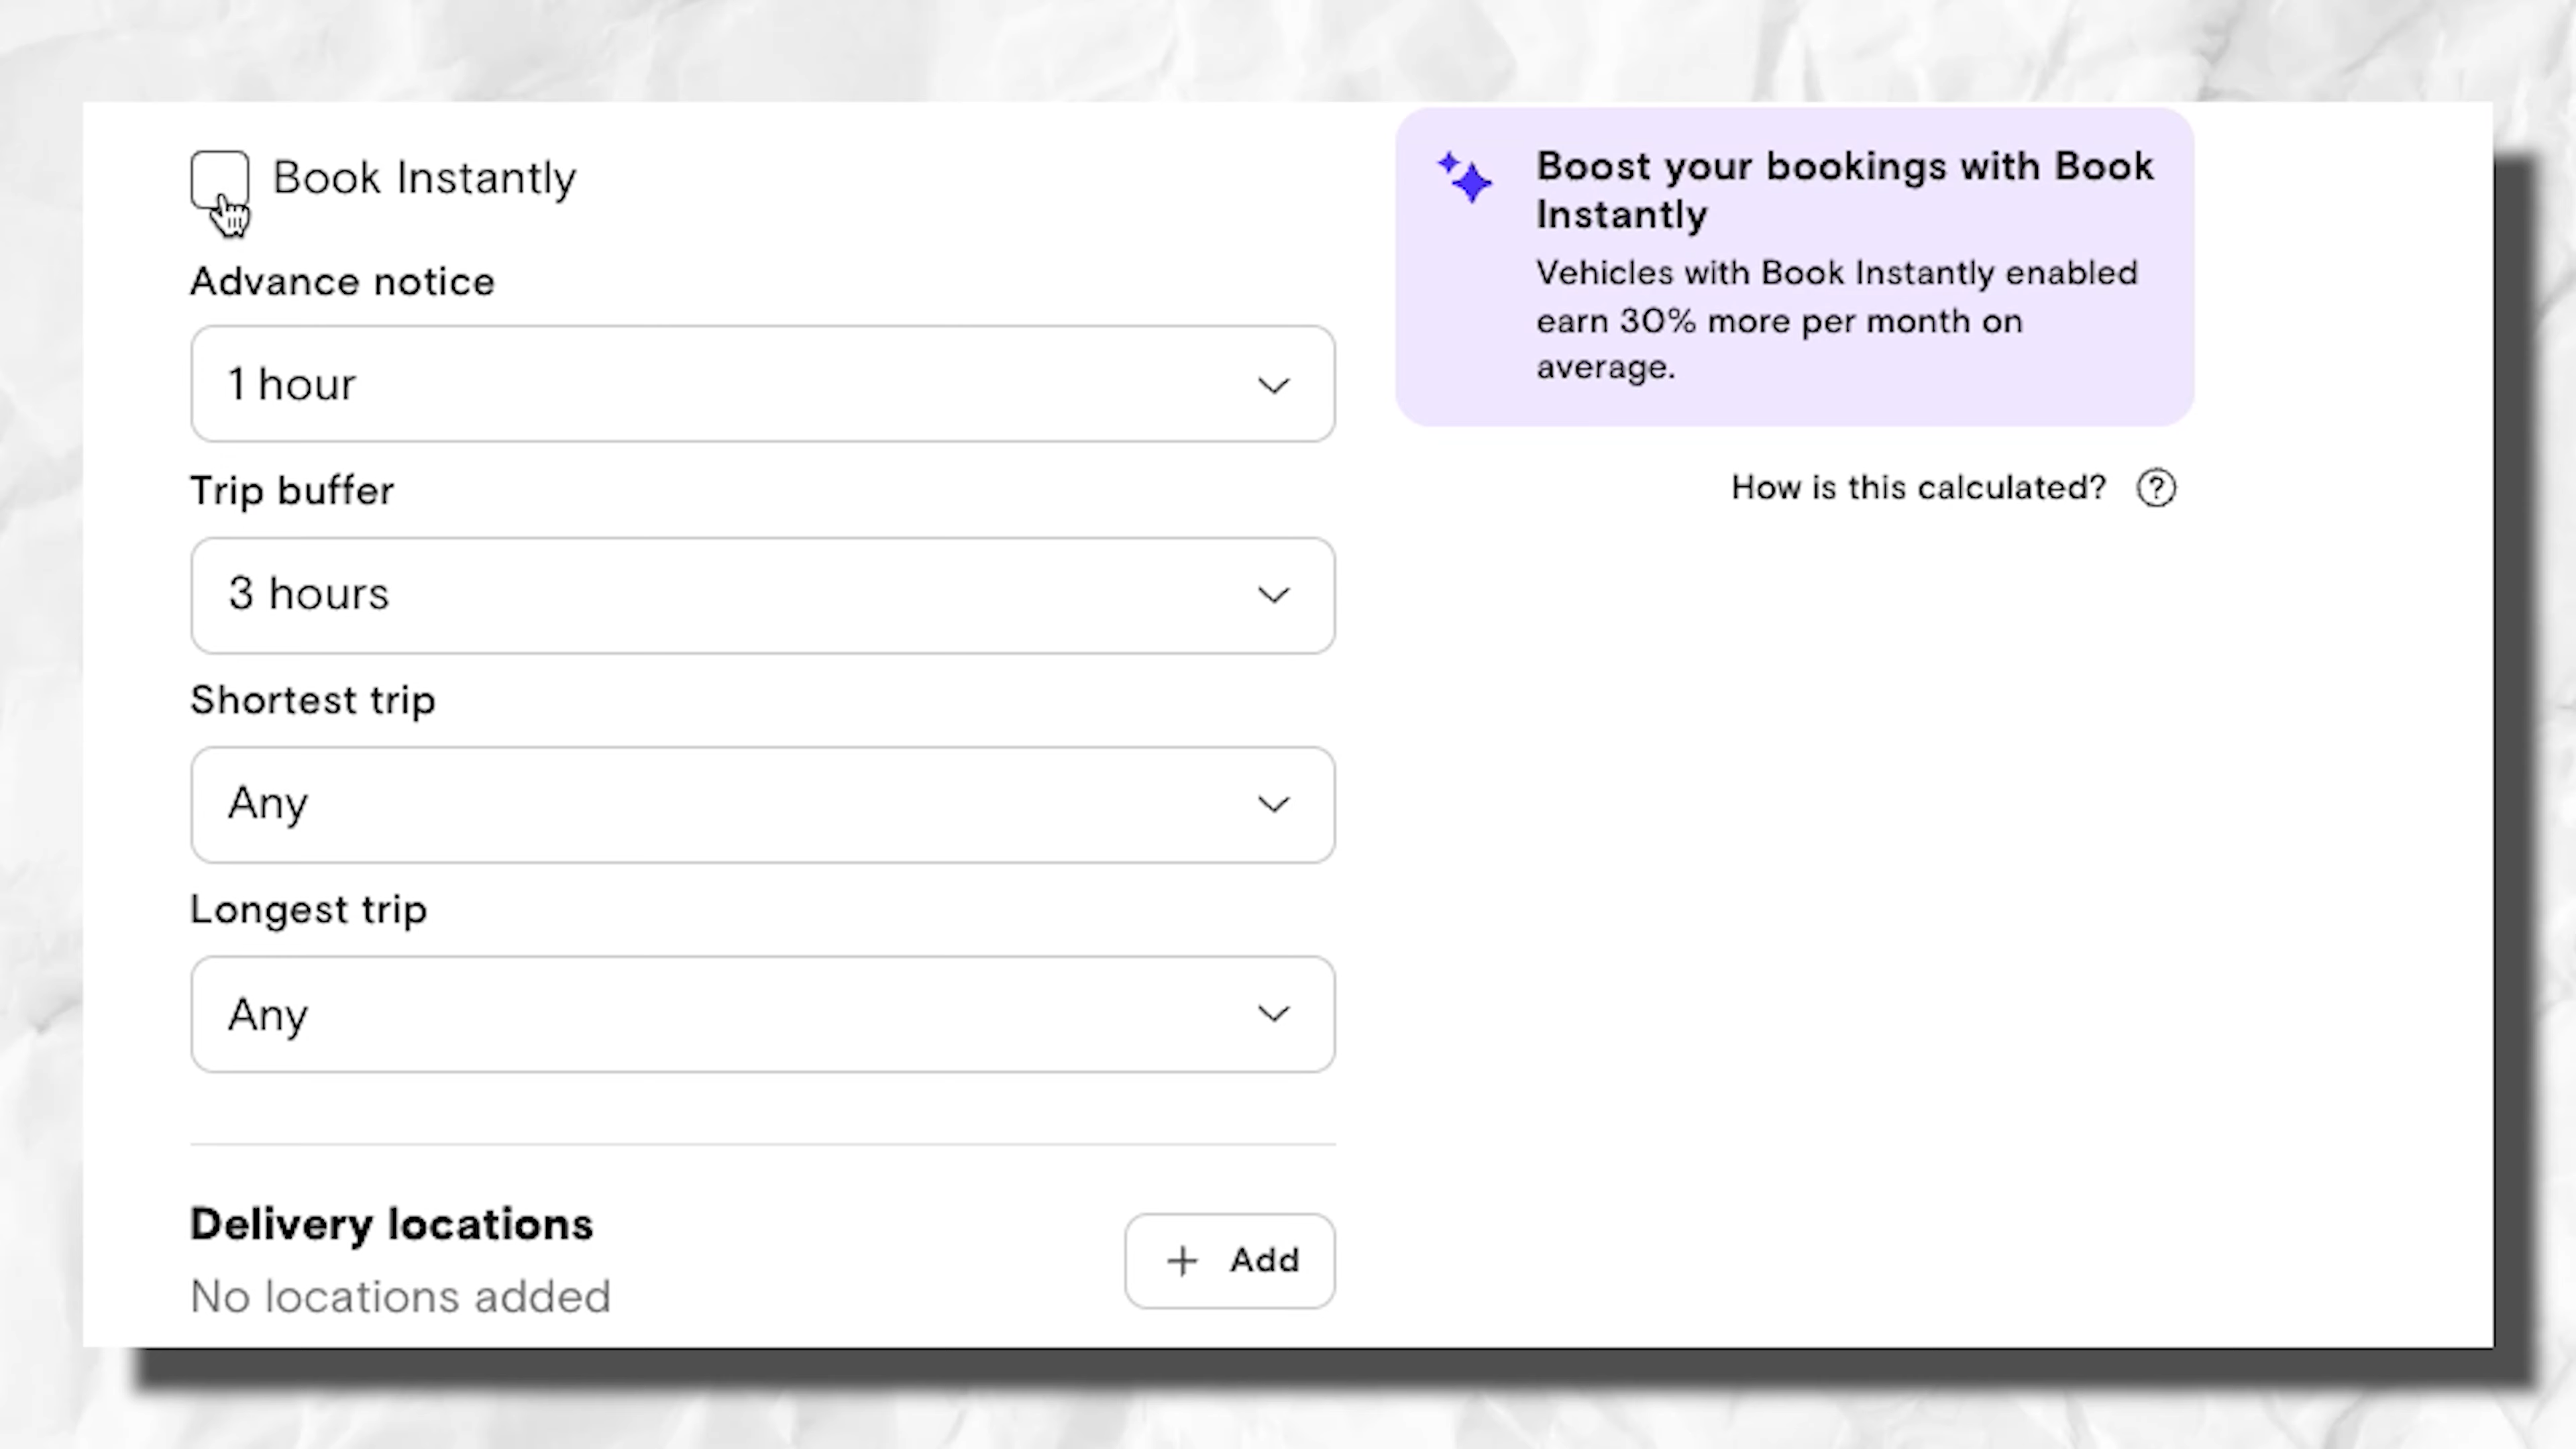 Book Instantly
Advance notice
1 hour
Trip buffer
3 hours
Shortest trip
Any
Longest trip
Any
Delivery locations
No locations added
+ Add
Boost your bookings with Book
Instantly
Vehicles with Book Instantly enabled
earn 30% more per month on
average.
How is this calculated? ?